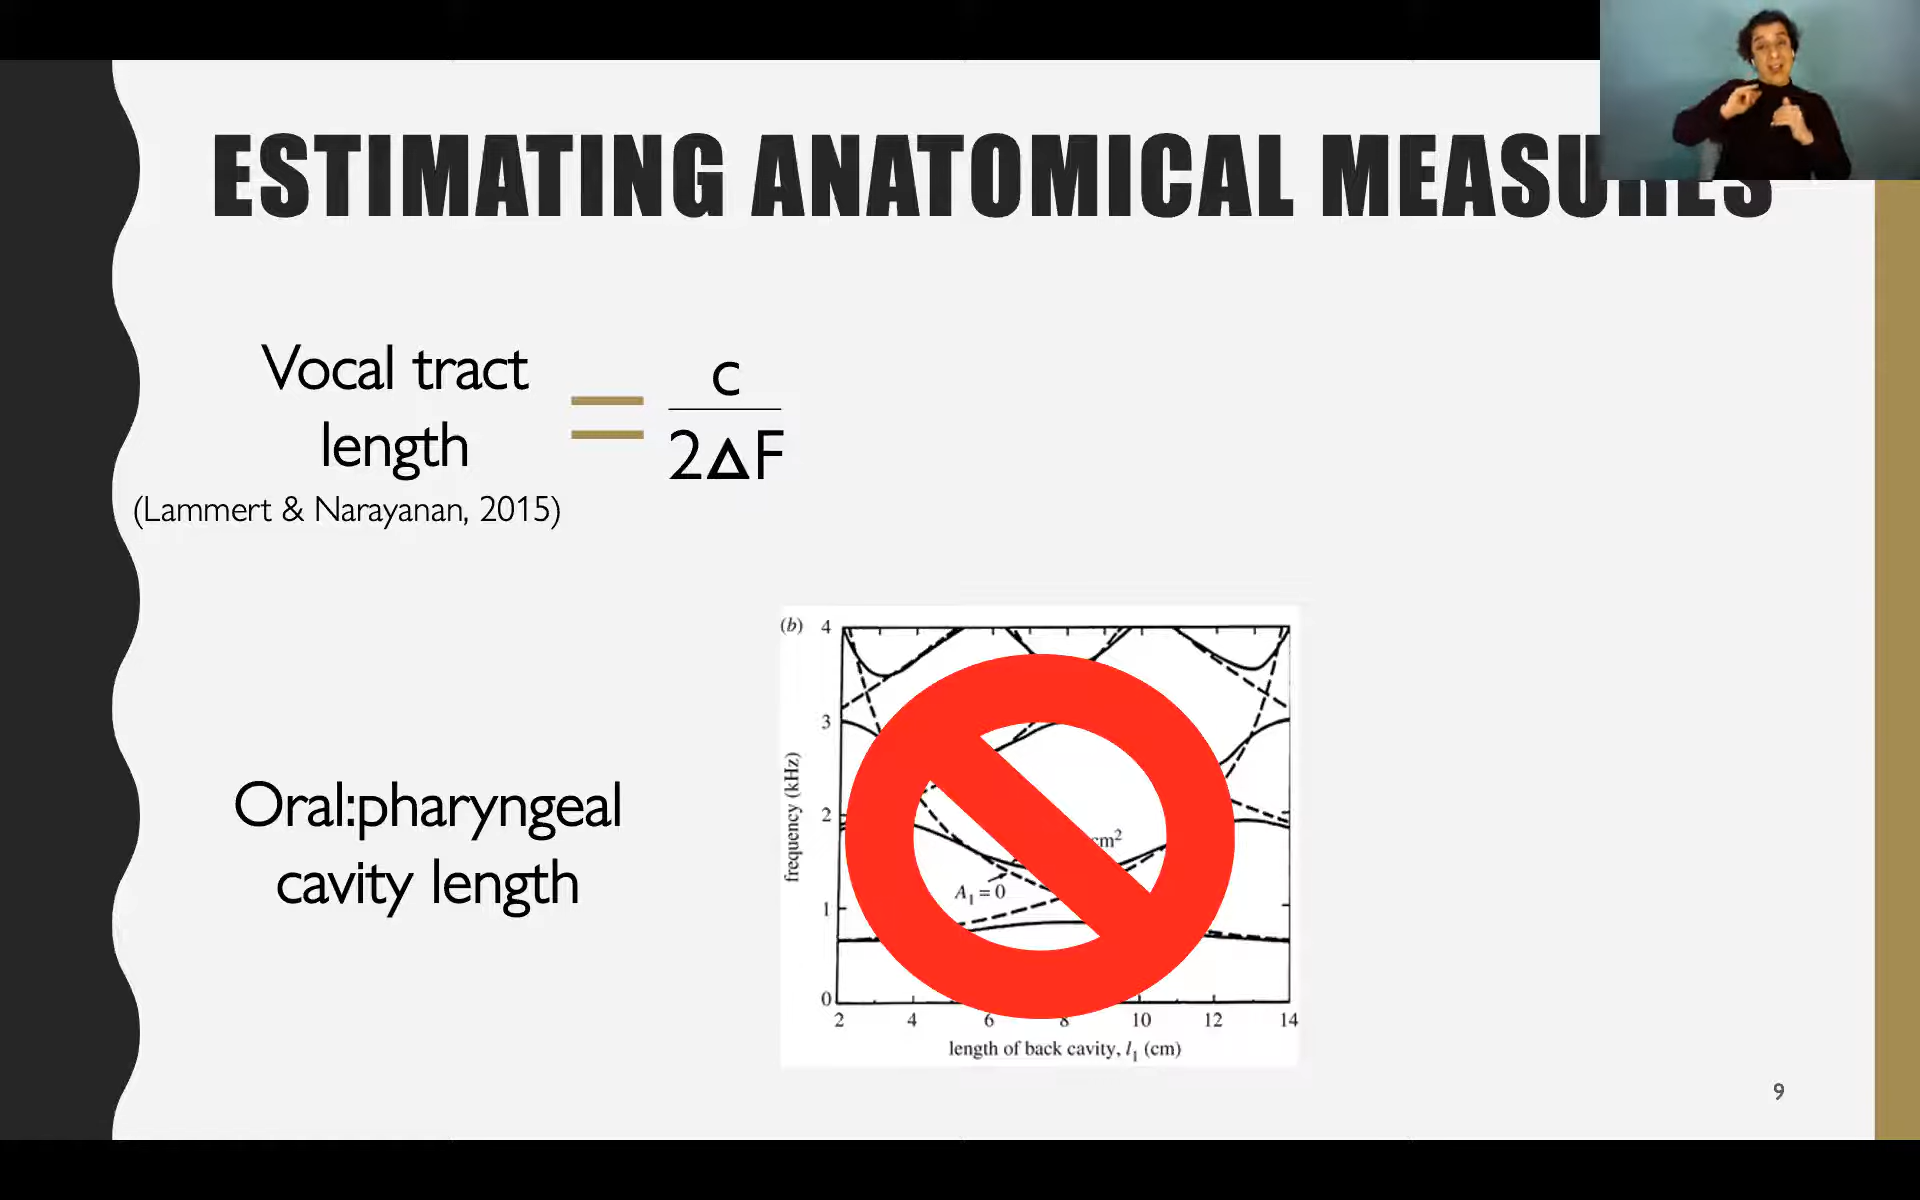 ESTIMATING ANATOMICAL MEASURES
Vocal tract
length
(Lammert & Narayanan, 2015)
=
c
2ΔF
Oral:pharyngeal
cavity length
(b)
4
3
2
1
0
frequency (kHz)
cm²
A₁ = 0
2 4 6 8 10 12 14
length of back cavity, l₁ (cm)
9